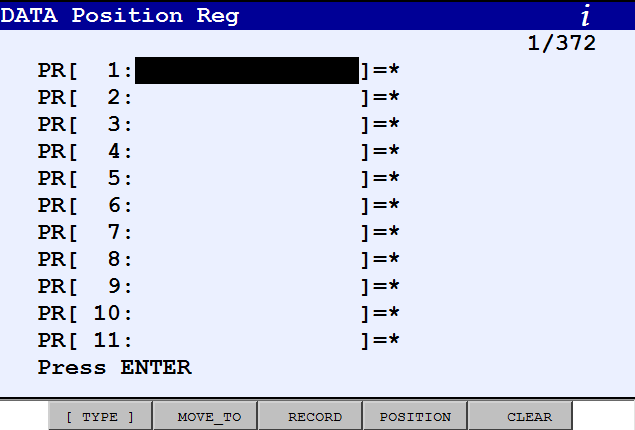 DATA Position Reg i
1/372
PR[ 1: ]=*
PR[ 2: ]=*
PR[ 3: ]=*
PR[ 4: ]=*
PR[ 5: ]=*
PR[ 6: ]=*
PR[ 7: ]=*
PR[ 8: ]=*
PR[ 9: ]=*
PR[ 10: ]=*
PR[ 11: ]=*
Press ENTER
[ TYPE ] MOVE_TO RECORD POSITION CLEAR